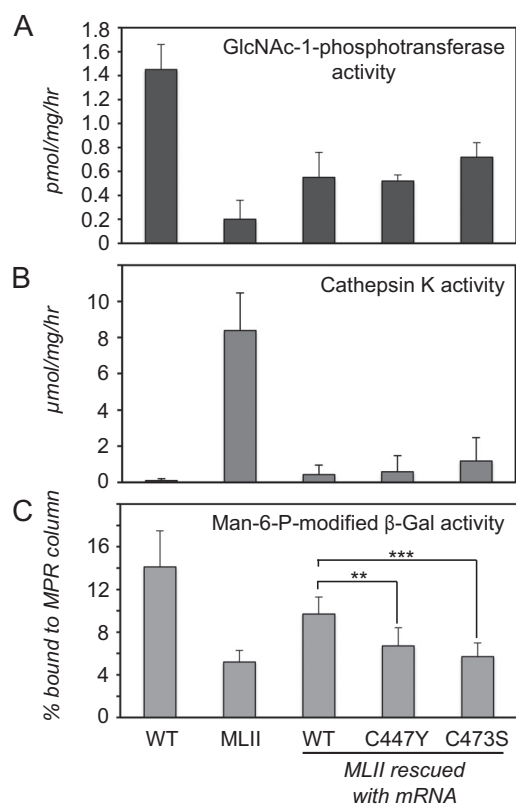 A
GlcNAc-1-phosphotransferase
activity
pmol/mg/hr
1.8
1.6
1.4
1.2
1.0
0.8
0.6
0.4
0.2
0
B
Cathepsin K activity
µmol/mg/hr
10
8
6
4
2
0
C
Man-6-P-modified β-Gal activity
% bound to MPR column
16
12
8
4
0
***
**
WT MLII WT C447Y C473S
MLII rescued
with mRNA